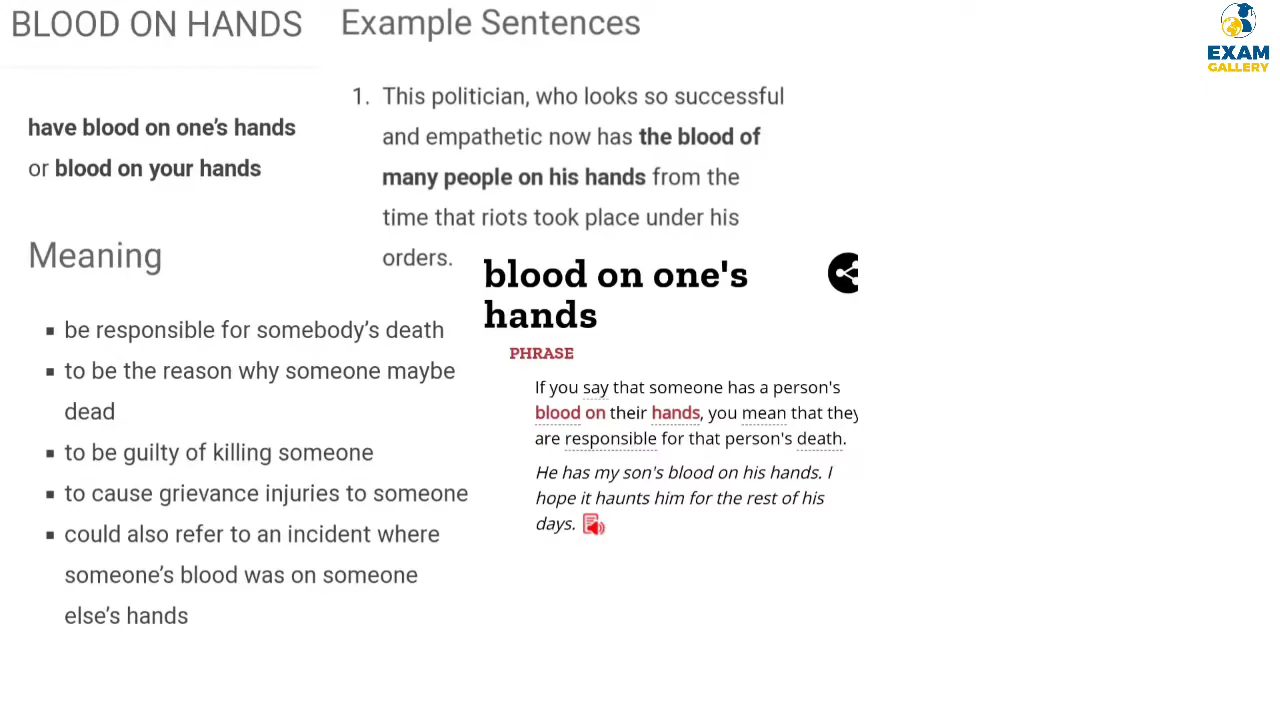 BLOOD ON HANDS
have blood on one's hands
or blood on your hands
Meaning
▪ be responsible for somebody's death
▪ to be the reason why someone maybe
dead
▪ to be guilty of killing someone
▪ to cause grievance injuries to someone
▪ could also refer to an incident where
someone's blood was on someone
else's hands
Example Sentences
1. This politician, who looks so successful
and empathetic now has the blood of
many people on his hands from the
time that riots took place under his
orders.
blood on one's
hands
PHRASE
If you say that someone has a person's
blood on their hands, you mean that they
are responsible for that person's death.
He has my son's blood on his hands. I
hope it haunts him for the rest of his
days.
EXAM
GALLERY